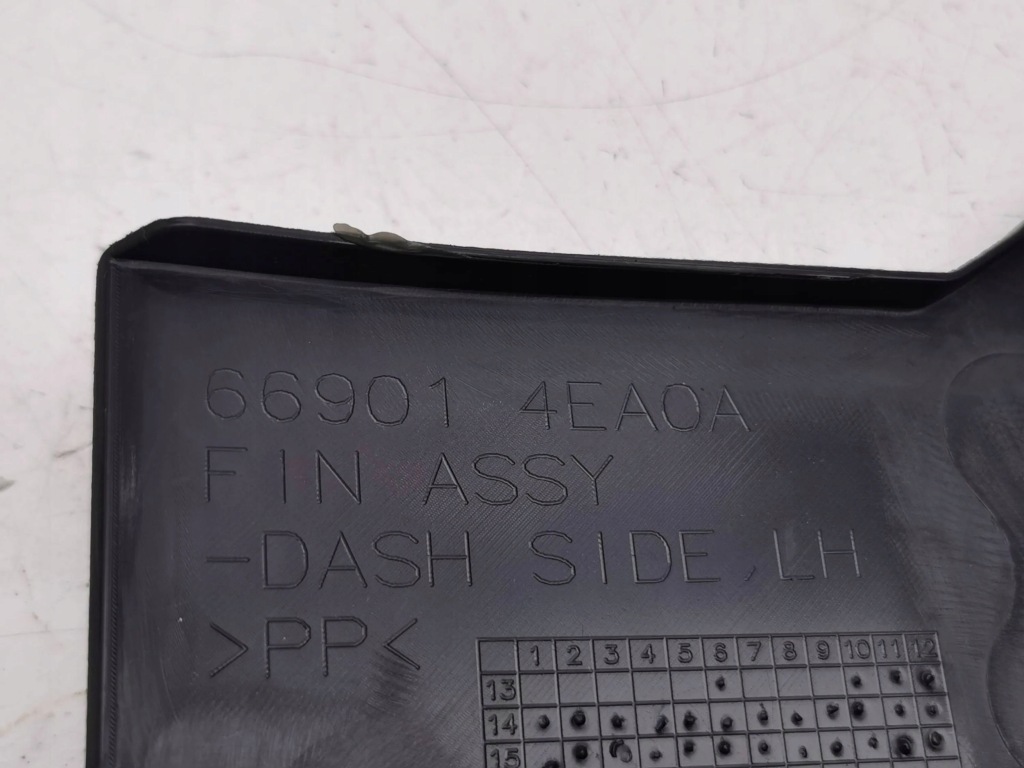 66901 4EA0A
FIN ASSY
-DASH SIDE, LH
>PP<
1 2 3 4 5 6 7 8 9 10 11 12
13
14
15